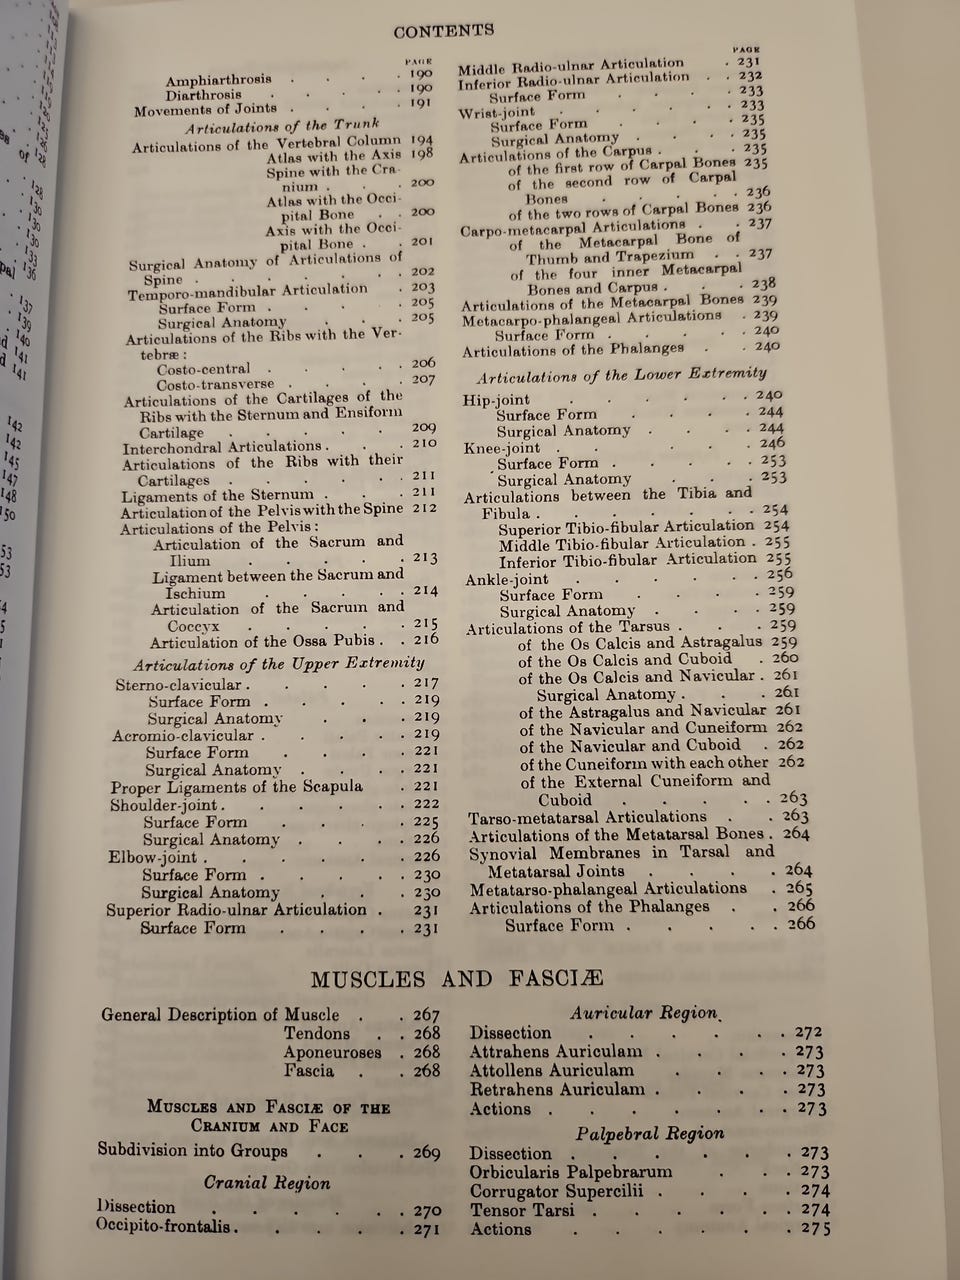 CONTENTS
PAGE
Amphiarthrosis . . . . 190
Diarthrosis . . . . . 190
Movements of Joints . . . . 191
Articulations of the Trunk
Articulations of the Vertebral Column 194
Atlas with the Axis 198
Spine with the Cra-
nium . . . 200
Atlas with the Occi-
pital Bone . . 200
Axis with the Occi-
pital Bone . . 201
Surgical Anatomy of Articulations of
Spine . . . . . . . 202
Temporo-mandibular Articulation . . 203
Surface Form . . . . . 205
Surgical Anatomy . . . . 205
Articulations of the Ribs with the Ver-
tebræ :
Costo-central . . . . . 206
Costo-transverse . . . . . 207
Articulations of the Cartilages of the
Ribs with the Sternum and Ensiform
Cartilage . . . . . . 209
Interchondral Articulations . . . 210
Articulations of the Ribs with their
Cartilages . . . . . . 211
Ligaments of the Sternum . . . 211
Articulation of the Pelvis with the Spine 212
Articulations of the Pelvis :
Articulation of the Sacrum and
Ilium . . . . . 213
Ligament between the Sacrum and
Ischium . . . . . 214
Articulation of the Sacrum and
Coccyx . . . . . 215
Articulation of the Ossa Pubis . . 216
Articulations of the Upper Extremity
Sterno-clavicular . . . . . 217
Surface Form . . . . . 219
Surgical Anatomy . . . 219
Acromio-clavicular . . . . . 219
Surface Form . . . . 221
Surgical Anatomy . . . . 221
Proper Ligaments of the Scapula . 221
Shoulder-joint . . . . . . 222
Surface Form . . . . 225
Surgical Anatomy . . . . 226
Elbow-joint . . . . . . 226
Surface Form . . . . . 230
Surgical Anatomy . . . 230
Superior Radio-ulnar Articulation . 231
Surface Form . . . . 231
PAGE
Middle Radio-ulnar Articulation . 231
Inferior Radio-ulnar Articulation . . 232
Surface Form . . . . 233
Wrist-joint . . . . . . 233
Surface Form . . . . 235
Surgical Anatomy . . . . 235
Articulations of the Carpus . . . 235
of the first row of Carpal Bones 235
of the second row of Carpal
Bones . . . . . 236
of the two rows of Carpal Bones 236
Carpo-metacarpal Articulations . . 237
of the Metacarpal Bone of
Thumb and Trapezium . . 237
of the four inner Metacarpal
Bones and Carpus . . . 238
Articulations of the Metacarpal Bones 239
Metacarpo-phalangeal Articulations . 239
Surface Form . . . . . 240
Articulations of the Phalanges . . 240
Articulations of the Lower Extremity
Hip-joint . . . . . . 240
Surface Form . . . . 244
Surgical Anatomy . . . . 244
Knee-joint . . . . . . 246
Surface Form . . . . . 253
Surgical Anatomy . . . 253
Articulations between the Tibia and
Fibula . . . . . . . 254
Superior Tibio-fibular Articulation 254
Middle Tibio-fibular Articulation . 255
Inferior Tibio-fibular Articulation 255
Ankle-joint . . . . . . 256
Surface Form . . . . 259
Surgical Anatomy . . . . 259
Articulations of the Tarsus . . . 259
of the Os Calcis and Astragalus 259
of the Os Calcis and Cuboid . 260
of the Os Calcis and Navicular . 261
Surgical Anatomy . . . 261
of the Astragalus and Navicular 261
of the Navicular and Cuneiform 262
of the Navicular and Cuboid . 262
of the Cuneiform with each other 262
of the External Cuneiform and
Cuboid . . . . . 263
Tarso-metatarsal Articulations . . 263
Articulations of the Metatarsal Bones . 264
Synovial Membranes in Tarsal and
Metatarsal Joints . . . . 264
Metatarso-phalangeal Articulations . 265
Articulations of the Phalanges . . 266
Surface Form . . . . . 266
MUSCLES AND FASCIÆ
General Description of Muscle . . 267
Tendons . . 268
Aponeuroses . 268
Fascia . . 268
MUSCLES AND FASCIÆ OF THE
CRANIUM AND FACE
Subdivision into Groups . . . 269
Cranial Region
Dissection . . . . . . 270
Occipito-frontalis . . . . . 271
Auricular Region
Dissection . . . . . . 272
Attrahens Auriculam . . . . 273
Attollens Auriculam . . . . 273
Retrahens Auriculam . . . . 273
Actions . . . . . . . 273
Palpebral Region
Dissection . . . . . . 273
Orbicularis Palpebrarum . . . 273
Corrugator Supercilii . . . . 274
Tensor Tarsi . . . . . . 274
Actions . . . . . . 275